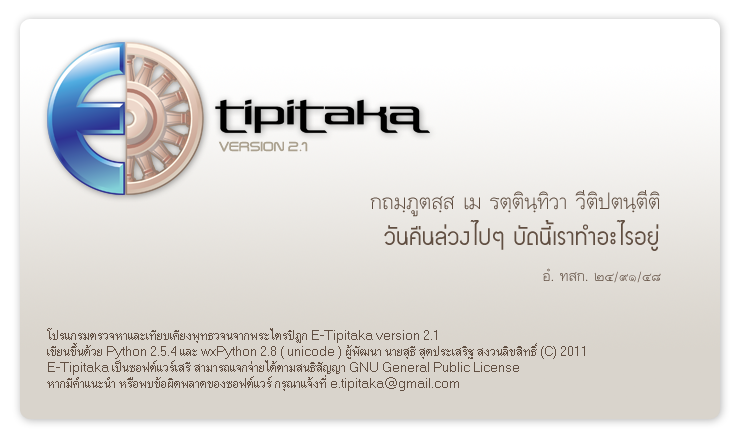 E
tipitaka
VERSION 2.1
กถมฺภูตสฺส เม รตฺตินฺทิวา วีติปตนฺตีติ
วันคืนล่วงไปๆ บัดนี้เราทำอะไรอยู่
อํ. ทสก. ๒๔/๙๑/๔๘
โปรแกรมตรวจหาและเทียบเคียงพุทธวจนจากพระไตรปิฎก E-Tipitaka version 2.1
เขียนขึ้นด้วย Python 2.5.4 และ wxPython 2.8 ( unicode ) ผู้พัฒนา นายสุธี สุดประเสริฐ สงวนลิขสิทธิ์ (C) 2011
E-Tipitaka เป็นซอฟต์แวร์เสรี สามารถแจกจ่ายได้ตามสนธิสัญญา GNU General Public License
หากมีคำแนะนำ หรือพบข้อผิดพลาดของซอฟต์แวร์ กรุณาแจ้งที่ e.tipitaka@gmail.com